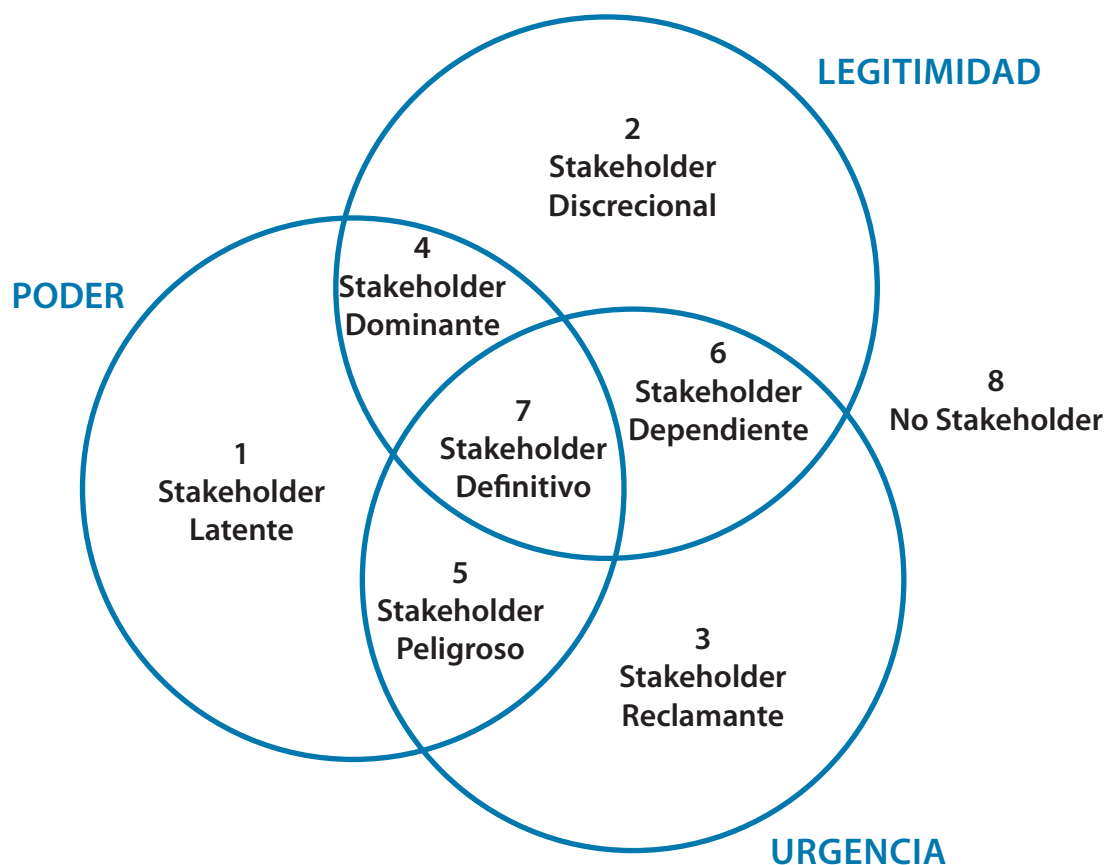 LEGITIMIDAD
2
Stakeholder
Discrecional
PODER
4
Stakeholder
Dominante
6
Stakeholder
Dependiente
8
No Stakeholder
7
Stakeholder
Definitivo
1
Stakeholder
Latente
5
Stakeholder
Peligroso
3
Stakeholder
Reclamante
URGENCIA